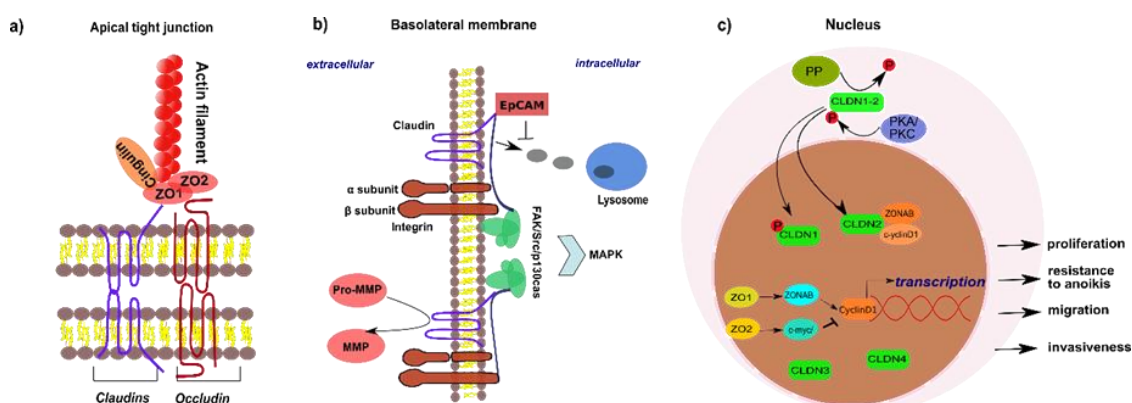 a)
Apical tight junction
Actin filament
Cingulin
ZO2
ZO1
Claudins
Occludin
b)
Basolateral membrane
extracellular
intracellular
EpCAM
Claudin
α subunit
β subunit
Integrin
Lysosome
FAK/Src/p130cas
MAPK
Pro-MMP
MMP
c)
Nucleus
PP
P
CLDN1-2
P
PKA/
PKC
P
CLDN1
CLDN2
ZONAB
c-cyclinD1
transcription
ZO1
ZONAB
CyclinD1
ZO2
c-myc/
CLDN3
CLDN4
proliferation
resistance
to anoikis
migration
invasiveness